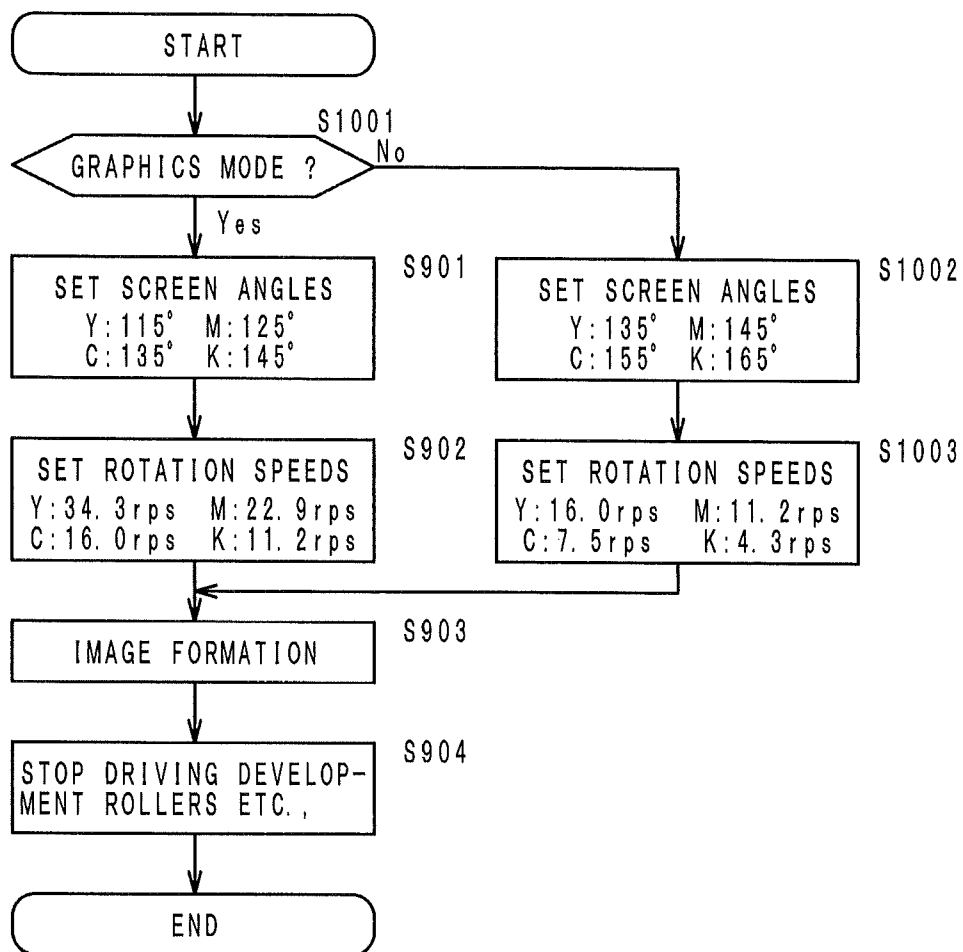 START
S1001
GRAPHICS MODE ?
No
Yes
S901
SET SCREEN ANGLES
Y:115° M:125°
C:135° K:145°
S1002
SET SCREEN ANGLES
Y:135° M:145°
C:155° K:165°
S902
SET ROTATION SPEEDS
Y:34.3rps M:22.9rps
C:16.0rps K:11.2rps
S1003
SET ROTATION SPEEDS
Y:16.0rps M:11.2rps
C:7.5rps K:4.3rps
S903
IMAGE FORMATION
S904
STOP DRIVING DEVELOP-
MENT ROLLERS ETC.,
END